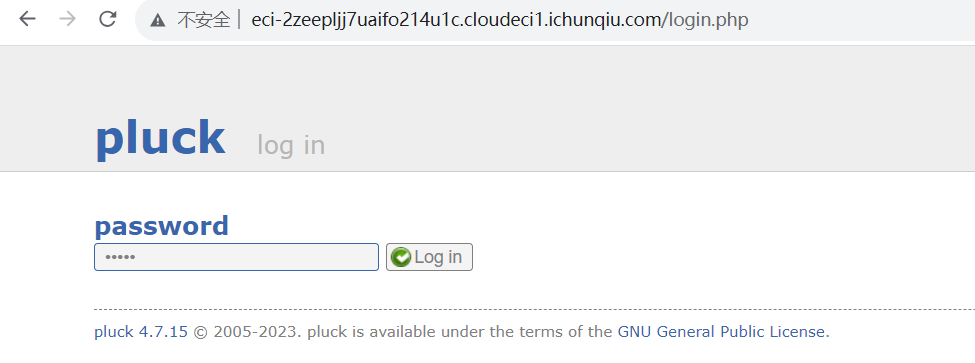 不安全 | eci-2zeepljj7uaifo214u1c.cloudeci1.ichunqiu.com/login.php
pluck log in
password
••••• Log in
pluck 4.7.15 © 2005-2023. pluck is available under the terms of the GNU General Public License.